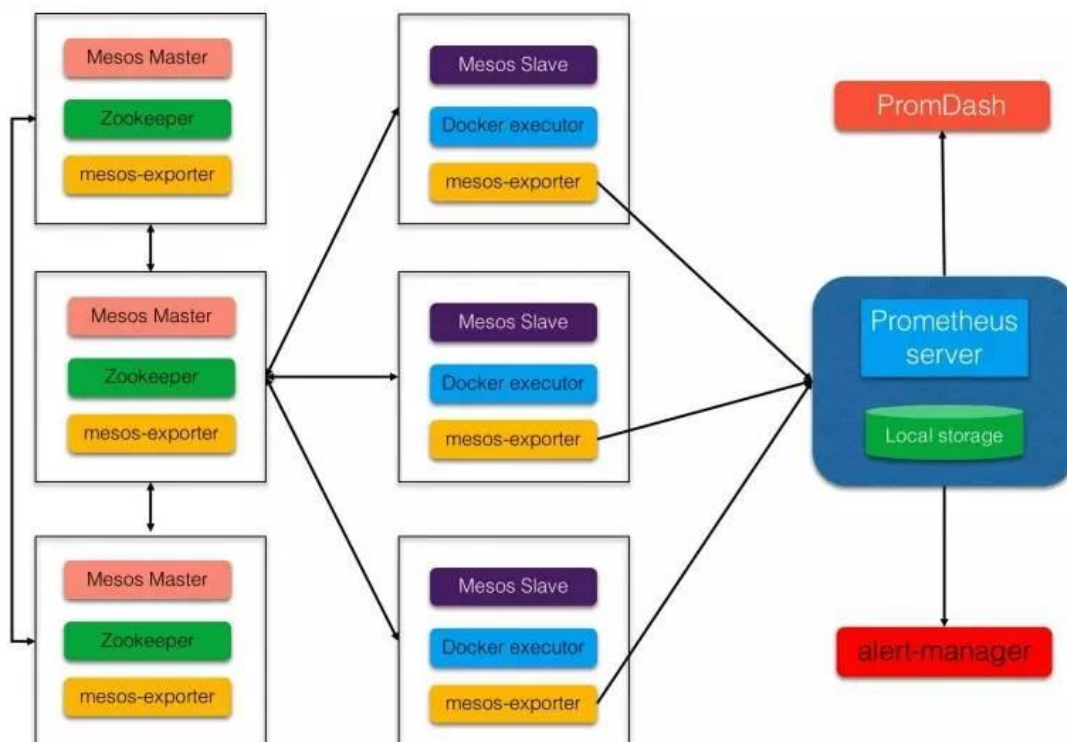 Mesos Master
Zookeeper
mesos-exporter
Mesos Master
Zookeeper
mesos-exporter
Mesos Master
Zookeeper
mesos-exporter
Mesos Slave
Docker executor
mesos-exporter
Mesos Slave
Docker executor
mesos-exporter
Mesos Slave
Docker executor
mesos-exporter
PromDash
Prometheus
server
Local storage
alert-manager